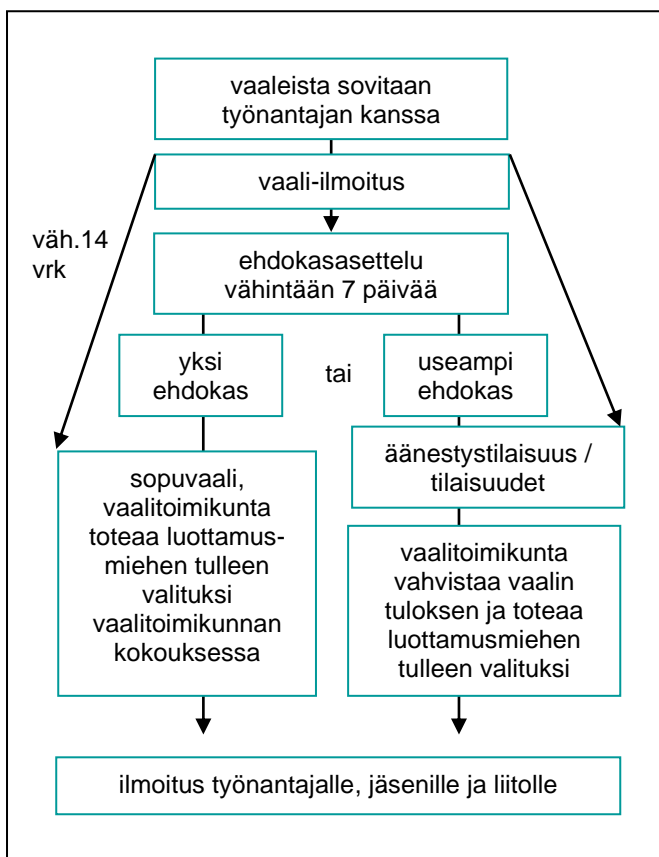 vaaleista sovitaan
työnantajan kanssa
vaali-ilmoitus
väh.14
vrk
ehdokasasettelu
vähintään 7 päivää
yksi
ehdokas
tai
useampi
ehdokas
sopuvaali,
vaalitoimikunta
toteaa luottamus-
miehen tulleen
valituksi
vaalitoimikunnan
kokouksessa
äänestystilaisuus /
tilaisuudet
vaalitoimikunta
vahvistaa vaalin
tuloksen ja toteaa
luottamusmiehen
tulleen valituksi
ilmoitus työnantajalle, jäsenille ja liitolle